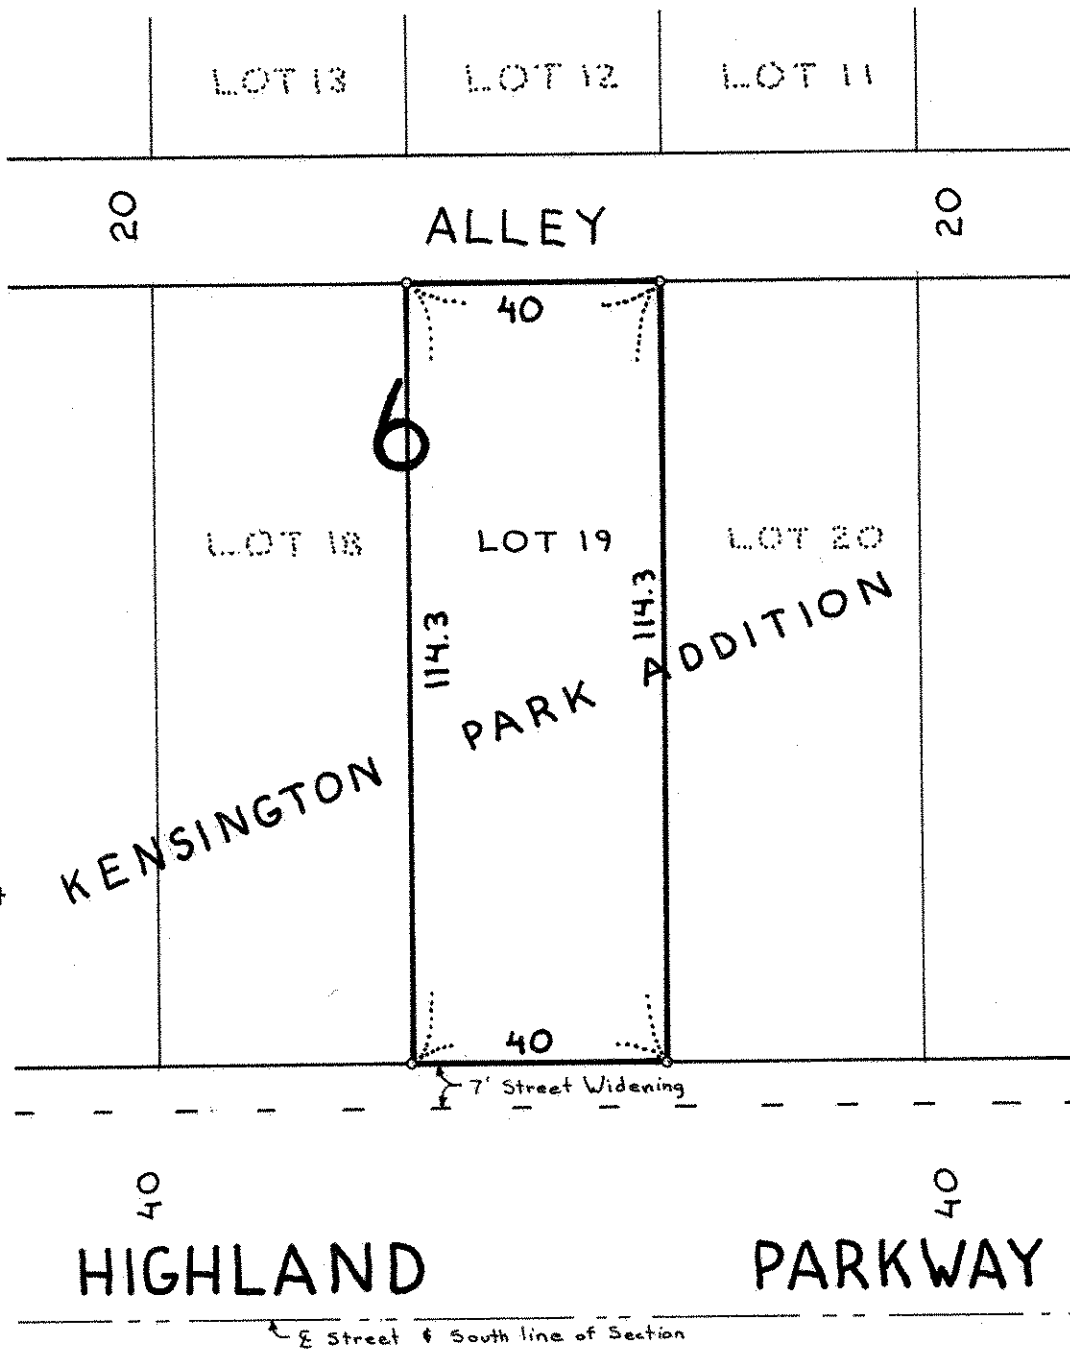 LOT 13 LOT 12 LOT 11
20 ALLEY 20
40
6
LOT 18 LOT 19 LOT 20
114.3 114.3
KENSINGTON PARK ADDITION
40
7' Street Widening
40 40
HIGHLAND PARKWAY
℄ Street & South line of Section